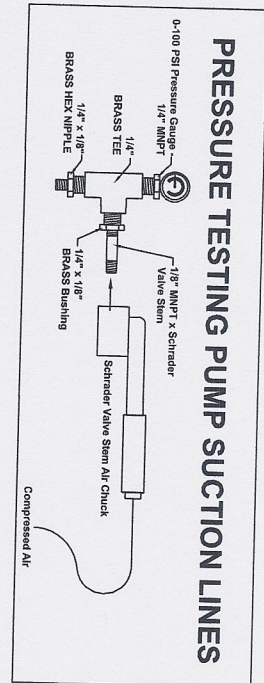 PRESSURE TESTING PUMP SUCTION LINES
0-100 PSI Pressure Gauge
1/4" MNPT
1/4"
BRASS TEE
1/4" x 1/8"
BRASS HEX NIPPLE
1/8" MNPT x Schrader
Valve Stem
1/4" x 1/8"
BRASS Bushing
Schrader Valve Stem Air Chuck
Compressed Air